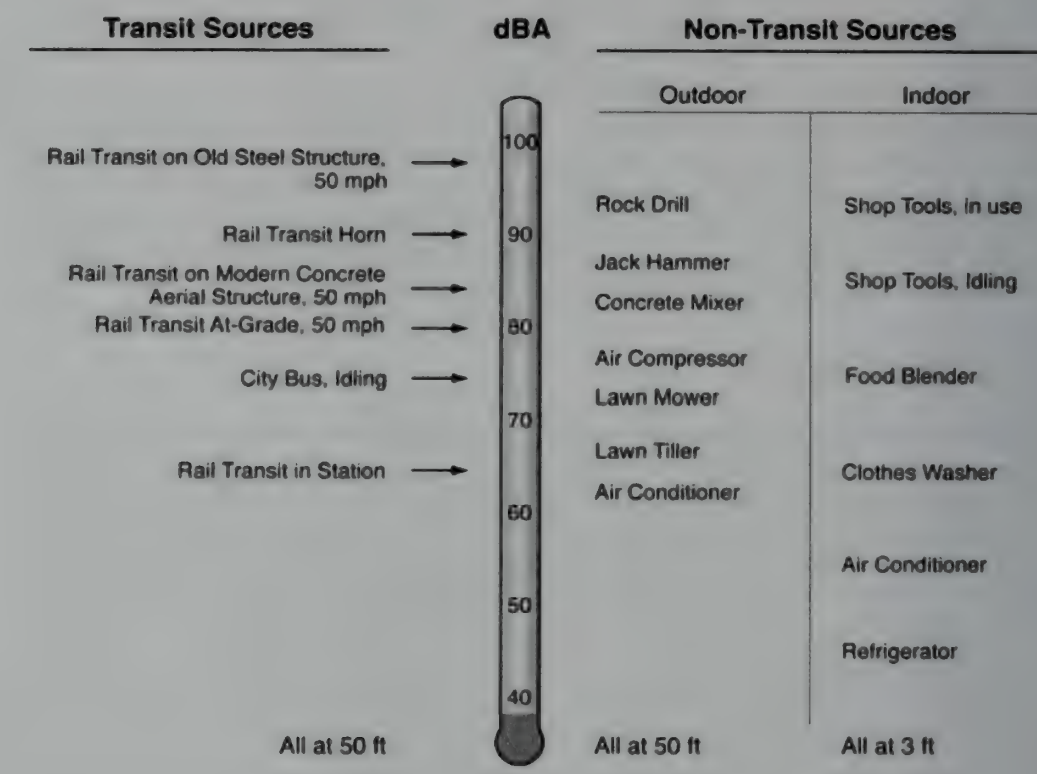 Transit Sources
dBA
Non-Transit Sources
Outdoor
Indoor
Rail Transit on Old Steel Structure,
50 mph
Rail Transit Horn
Rail Transit on Modern Concrete
Aerial Structure, 50 mph
Rail Transit At-Grade, 50 mph
City Bus, Idling
Rail Transit in Station
All at 50 ft
100
90
80
70
60
50
40
Rock Drill
Jack Hammer
Concrete Mixer
Air Compressor
Lawn Mower
Lawn Tiller
Air Conditioner
All at 50 ft
Shop Tools, in use
Shop Tools, Idling
Food Blender
Clothes Washer
Air Conditioner
Refrigerator
All at 3 ft